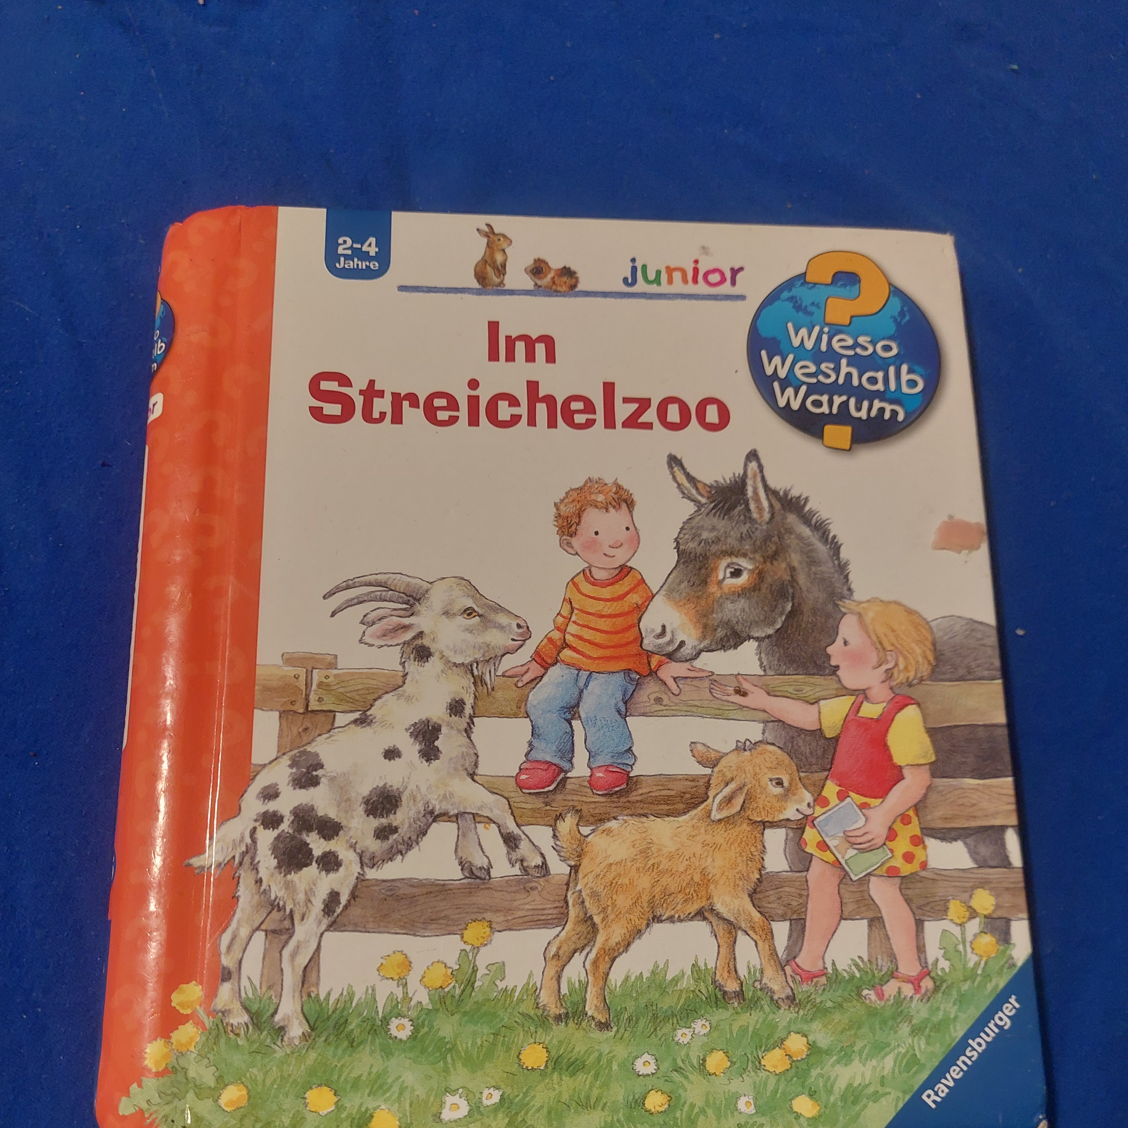 2-4
Jahre
junior
?
Wieso
Weshalb
Warum
Im
Streichelzoo
Ravensburger